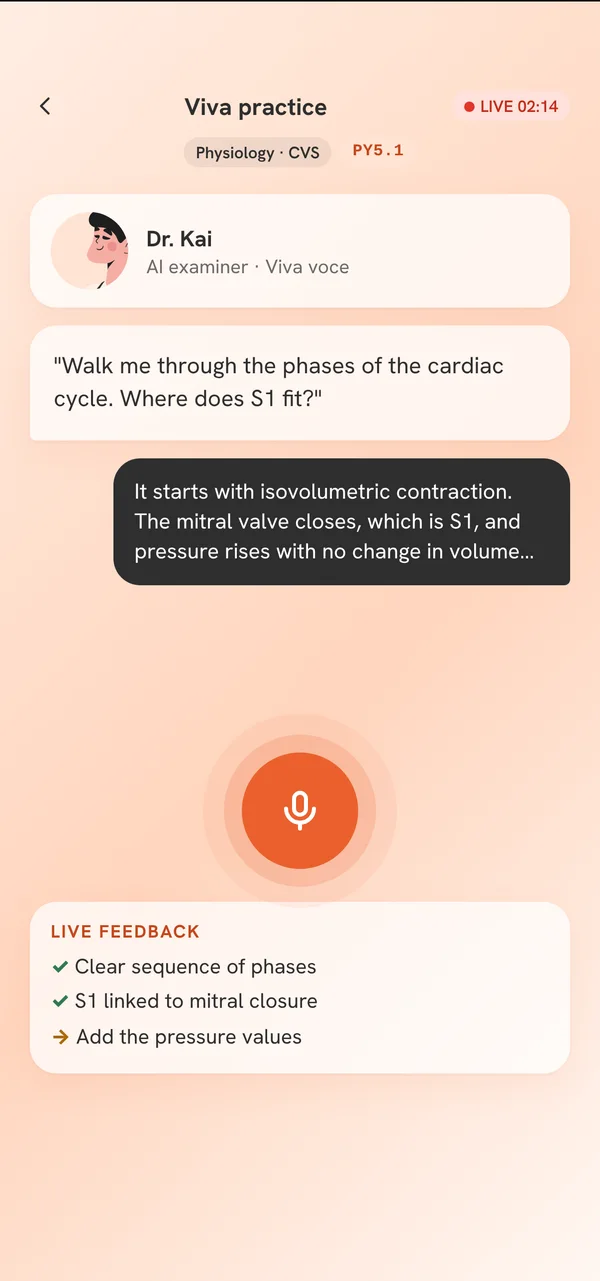 Viva practice
LIVE 02:14
Physiology · CVS
PY5.1
Dr. Kai
AI examiner · Viva voce
"Walk me through the phases of the cardiac
cycle. Where does S1 fit?"
It starts with isovolumetric contraction.
The mitral valve closes, which is S1, and
pressure rises with no change in volume...
LIVE FEEDBACK
✓ Clear sequence of phases
✓ S1 linked to mitral closure
→ Add the pressure values